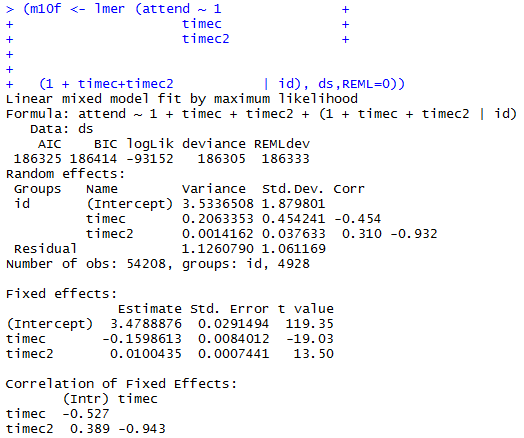 > (m10f <- lmer (attend ~ 1                 +
+                     timec               +
+                     timec2              +
+
+
+   (1 + timec+timec2           | id), ds,REML=0))
Linear mixed model fit by maximum likelihood
Formula: attend ~ 1 + timec + timec2 + (1 + timec + timec2 | id)
   Data: ds
    AIC    BIC logLik deviance REMLdev
 186325 186414 -93152   186305  186333
Random effects:
 Groups   Name        Variance  Std.Dev. Corr
 id       (Intercept) 3.5336508 1.879801
          timec       0.2063353 0.454241 -0.454
          timec2      0.0014162 0.037633  0.310 -0.932
 Residual             1.1260790 1.061169
Number of obs: 54208, groups: id, 4928

Fixed effects:
              Estimate Std. Error t value
(Intercept)  3.4788876  0.0291494  119.35
timec       -0.1598613  0.0084012  -19.03
timec2       0.0100435  0.0007441   13.50

Correlation of Fixed Effects:
       (Intr) timec
timec  -0.527
timec2  0.389 -0.943